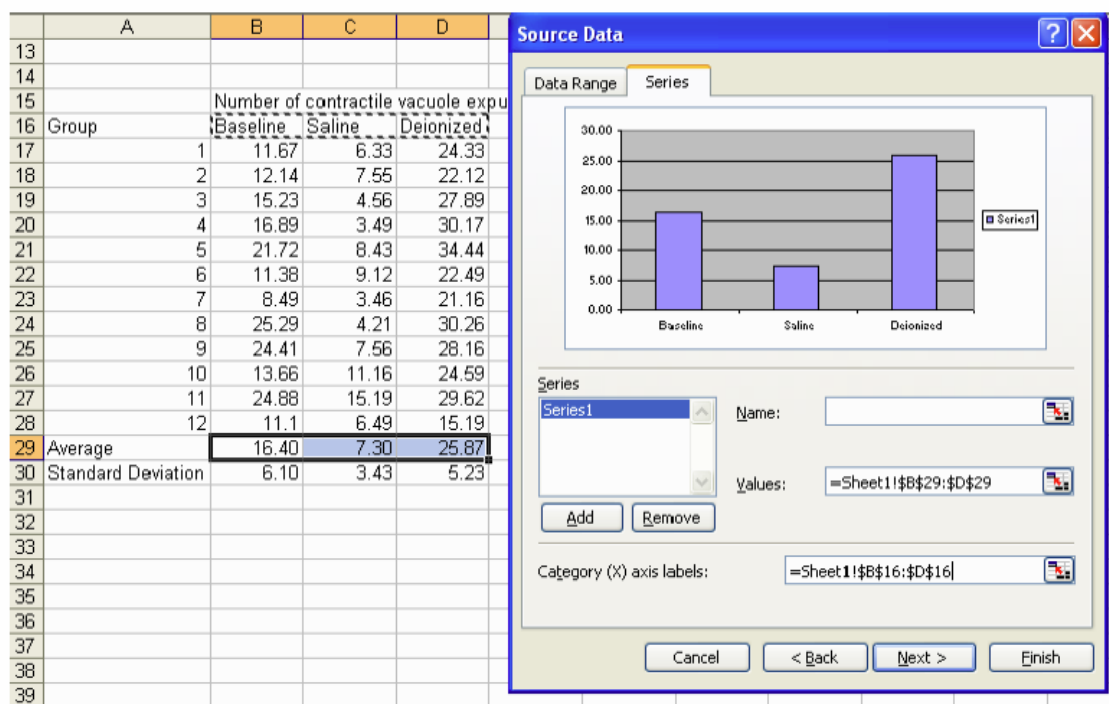 A B C D
13
14
15 Number of contractile vacuole expu
16 Group Baseline Saline Deionized
17 1 11.67 6.33 24.33
18 2 12.14 7.55 22.12
19 3 15.23 4.56 27.89
20 4 16.89 3.49 30.17
21 5 21.72 8.43 34.44
22 6 11.38 9.12 22.49
23 7 8.49 3.46 21.16
24 8 25.29 4.21 30.26
25 9 24.41 7.56 28.16
26 10 13.66 11.16 24.59
27 11 24.88 15.19 29.62
28 12 11.1 6.49 15.19
29 Average 16.40 7.30 25.87
30 Standard Deviation 6.10 3.43 5.23
31
32
33
34
35
36
37
38
39
Source Data
Data Range Series
30.00
25.00
20.00
15.00
10.00
5.00
0.00
Baseline Saline Deionized
Series1
Series
Series1
Name:
Values: =Sheet1!$B$29:$D$29
Add Remove
Category (X) axis labels: =Sheet1!$B$16:$D$16
Cancel < Back Next > Finish